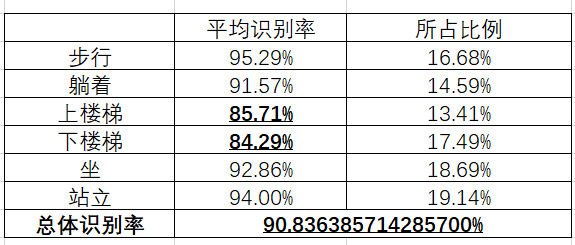 平均识别率 所占比例
步行 95.29% 16.68%
躺着 91.57% 14.59%
上楼梯 85.71% 13.41%
下楼梯 84.29% 17.49%
坐 92.86% 18.69%
站立 94.00% 19.14%
总体识别率 90.836385714285700%